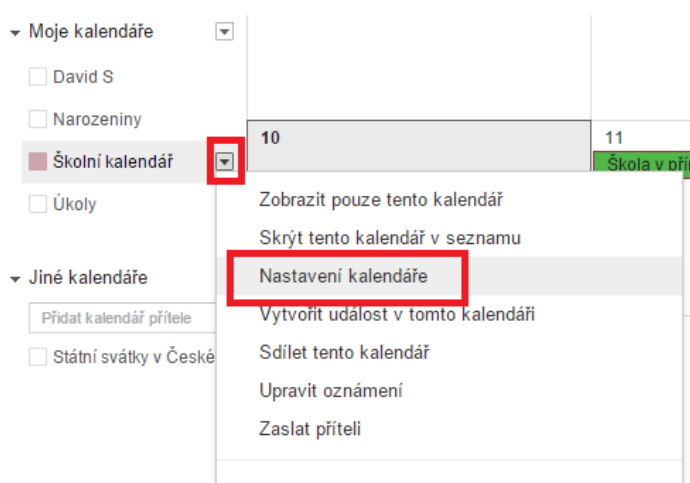 Moje kalendáře
David S
Narozeniny
Školní kalendář
Úkoly
Jiné kalendáře
Přidat kalendář přítele
Státní svátky v České
10
11
Škola v
Zobrazit pouze tento kalendář
Skrýt tento kalendář v seznamu
Nastavení kalendáře
Vytvořit událost v tomto kalendáři
Sdílet tento kalendář
Upravit oznámení
Zaslat příteli